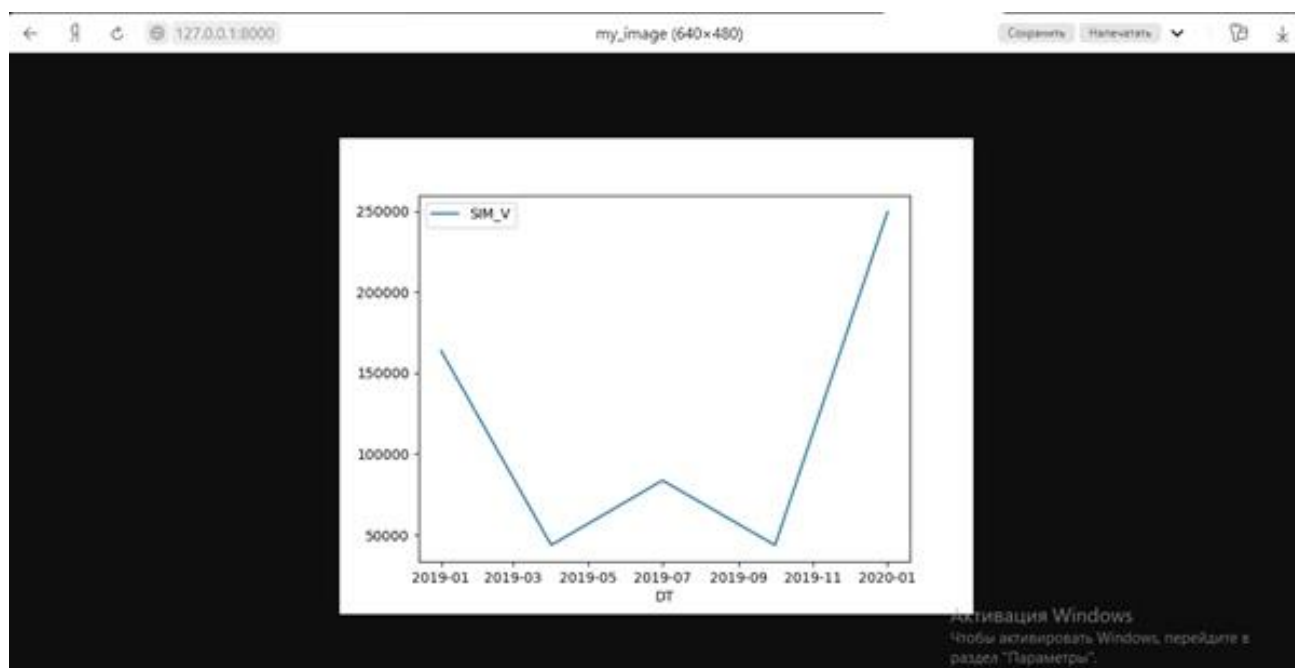 Я 127.0.0.1:8000 my_image (640×480) Сохранить Напечатать
SIM_V
250000
200000
150000
100000
50000
2019-01 2019-03 2019-05 2019-07 2019-09 2019-11 2020-01
DT
Активация Windows
Чтобы активировать Windows, перейдите в
раздел "Параметры".